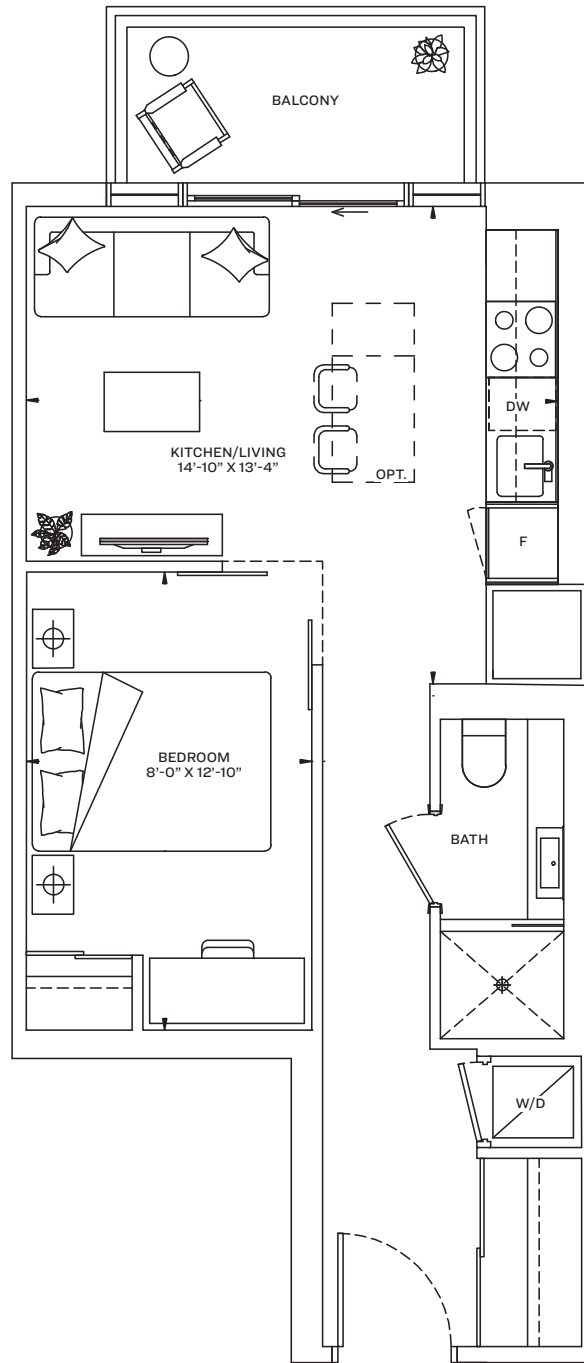 BALCONY
DW
KITCHEN/LIVING
14’-10” X 13’-4”
OPT.
F
BEDROOM
8’-0” X 12’-10”
BATH
W/D